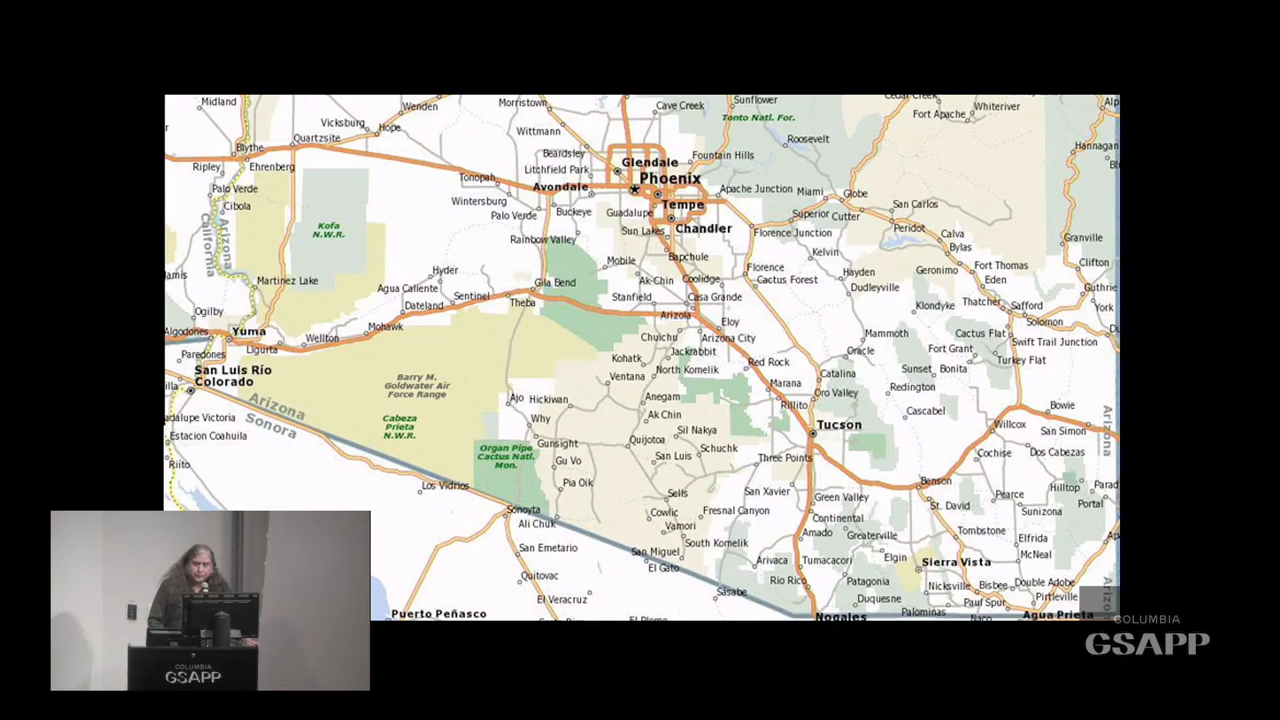 Midland
Wenden
Morristown
Cave Creek
Sunflower
Cedar Creek
Whiteriver
Fort Apache
Tonto Natl. For.
Vicksburg
Hope
Wittmann
Roosevelt
Quartzsite
Blythe
Beardsley
Glendale
Fountain Hills
Hannagan
Ripley
Ehrenberg
Litchfield Park
Phoenix
Tonopah
Avondale
Apache Junction
Miami
Globe
Palo Verde
Wintersburg
Tempe
San Carlos
Cibola
Palo Verde
Buckeye
Guadalupe
Superior
Cutter
Kofa
N.W.R.
Sun Lakes
Chandler
Florence Junction
Peridot
Calva
Granville
California
Arizona
Rainbow Valley
Bapchule
Kelvin
Bylas
Mobile
Florence
Geronimo
Fort Thomas
Clifton
Hyder
Ak-Chin
Coolidge
Cactus Forest
Hayden
Eden
Martinez Lake
Agua Caliente
Gila Bend
Dudleyville
Guthrie
Sentinel
Stanfield
Casa Grande
Thatcher
Safford
Dateland
Theba
Klondyke
York
Ogilby
Arizola
Eloy
Solomon
Algodones
Yuma
Mohawk
Chuichu
Arizona City
Mammoth
Cactus Flat
Wellton
Swift Trail Junction
Paredones
Ligurta
Kohatk
Jackrabbit
Oracle
Fort Grant
Turkey Flat
San Luis Río
Colorado
Red Rock
Ventana
North Komelik
Catalina
Sunset
Bonita
Barry M.
Goldwater Air
Force Range
Marana
Oro Valley
Redington
Ajo
Hickiwan
Anegam
Rillito
Arizona
Bowie
Cabeza
Prieta
N.W.R.
Why
Ak Chin
Cascabel
dalupe Victoria
Sonora
Sil Nakya
Tucson
Willcox
San Simon
Arizona
Estacion Coahuila
Gunsight
Quijotoa
Organ Pipe
Cactus Natl.
Mon.
Schuchk
Cochise
Dos Cabezas
Riito
Gu Vo
San Luis
Three Points
Benson
Los Vidrios
Pia Oik
Sells
San Xavier
Green Valley
Pearce
Hilltop
Parad
St. David
Portal
Sonoyta
Cowlic
Fresnal Canyon
Continental
Sunizona
Ali Chuk
Vamori
Amado
Greaterville
Tombstone
Elfrida
San Emetario
San Miguel
South Komelik
Arivaca
Tumacacori
Elgin
Sierra Vista
McNeal
El Gato
Quitovac
Rio Rico
Patagonia
Nicksville
Bisbee
Double Adobe
El Veracruz
Sasabe
Duquesne
Paul Spur
Pirtleville
Puerto Peñasco
Nogales
Palominas
Naco
Agua Prieta
COLUMBIA
GSAPP
COLUMBIA
GSAPP